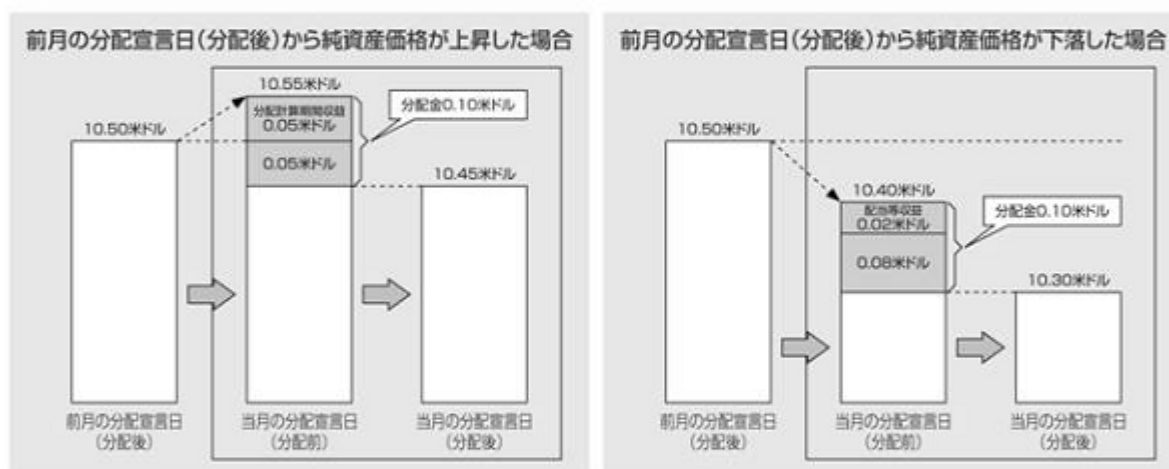 前月の分配宣言日(分配後)から純資産価格が上昇した場合
10.55米ドル
分配計算期間収益
0.05米ドル
分配金0.10米ドル
10.50米ドル
0.05米ドル
10.45米ドル
前月の分配宣言日
(分配後)
当月の分配宣言日
(分配前)
当月の分配宣言日
(分配後)
前月の分配宣言日(分配後)から純資産価格が下落した場合
10.50米ドル
10.40米ドル
配当等収益
0.02米ドル
分配金0.10米ドル
0.08米ドル
10.30米ドル
前月の分配宣言日
(分配後)
当月の分配宣言日
(分配前)
当月の分配宣言日
(分配後)